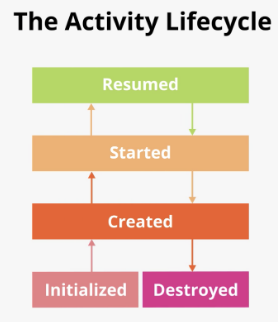 The Activity Lifecycle
Resumed
Started
Created
Initialized
Destroyed